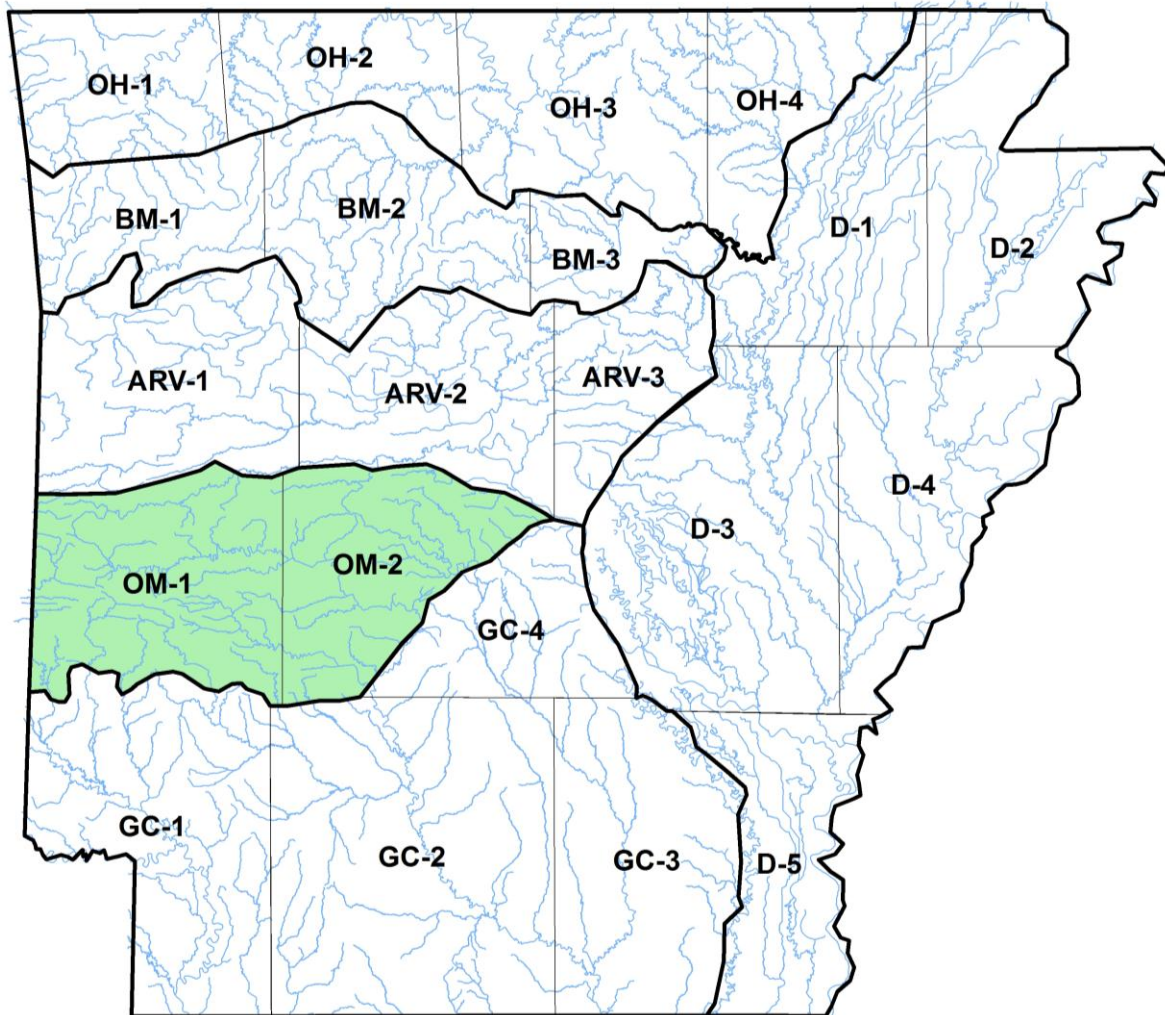 OH-1
OH-2
OH-3
OH-4
BM-1
BM-2
BM-3
D-1
D-2
ARV-1
ARV-2
ARV-3
D-3
D-4
OM-1
OM-2
GC-4
GC-1
GC-2
GC-3
D-5